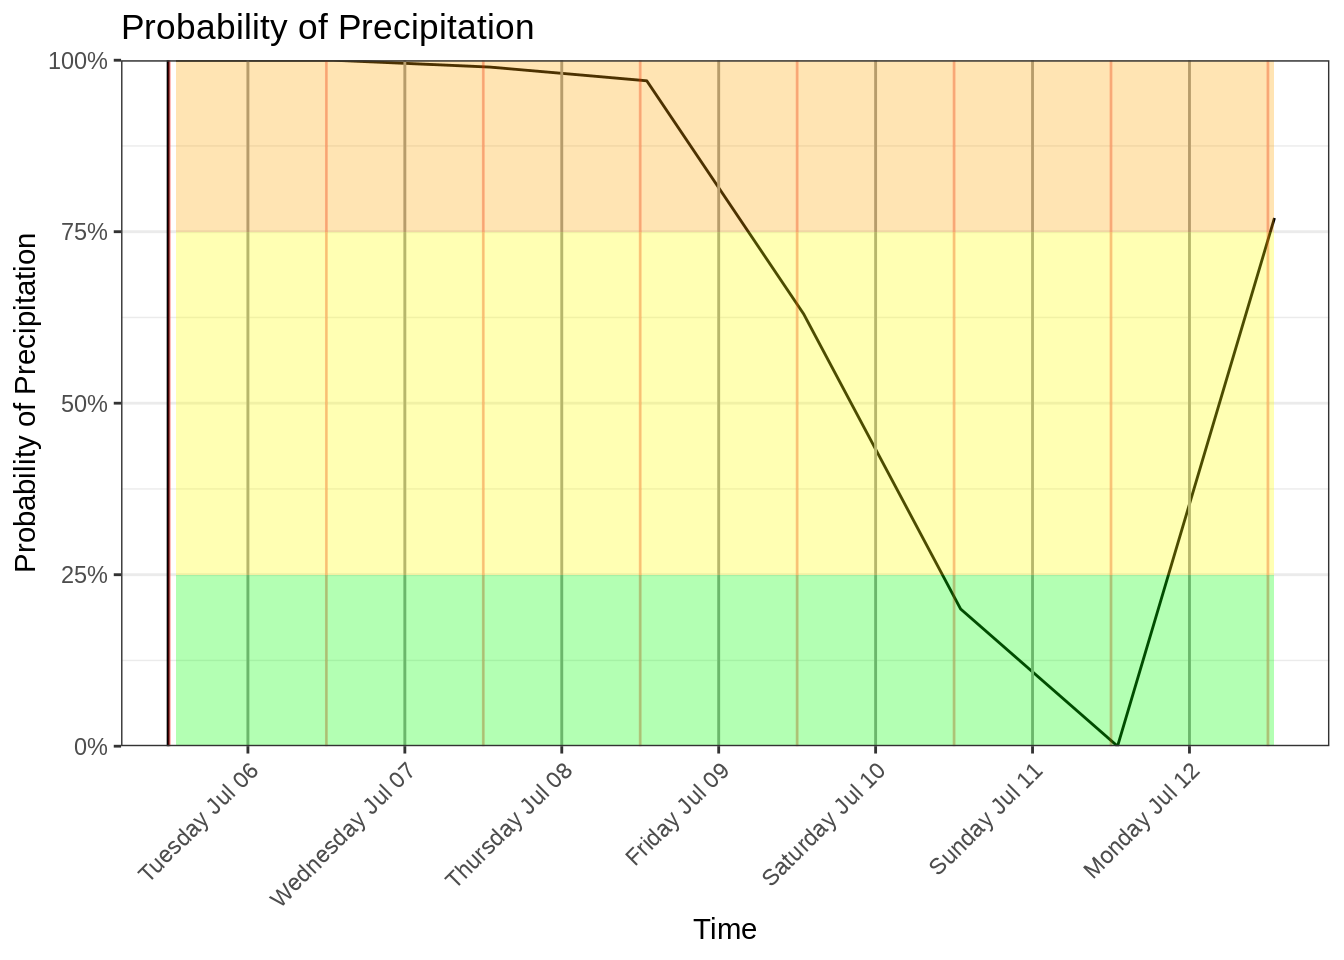 Probability of Precipitation
Probability of Precipitation
100%
75%
50%
25%
0%
Tuesday Jul 06
Wednesday Jul 07
Thursday Jul 08
Friday Jul 09
Saturday Jul 10
Sunday Jul 11
Monday Jul 12
Time